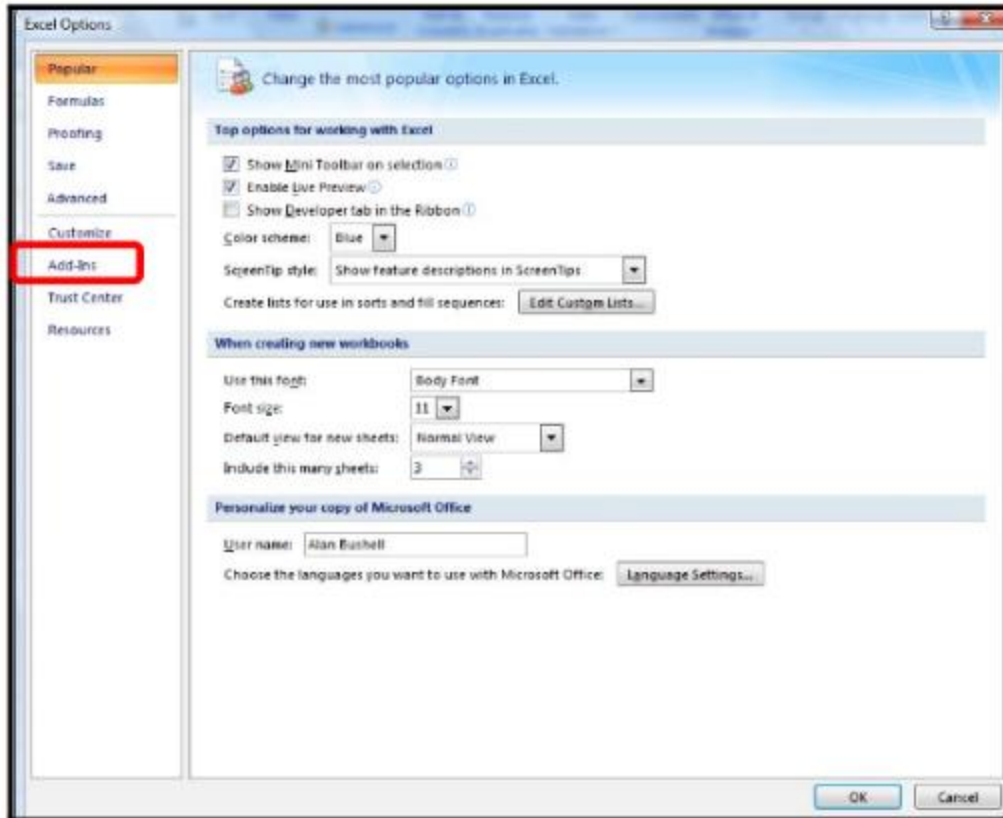 Excel Options
Popular
Formulas
Proofing
Save
Advanced
Customize
Add-Ins
Trust Center
Resources
Change the most popular options in Excel.
Top options for working with Excel
Show Mini Toolbar on selection
Enable Live Preview
Show Developer tab in the Ribbon
Color scheme: Blue
ScreenTip style: Show feature descriptions in ScreenTips
Create lists for use in sorts and fill sequences: Edit Custom Lists...
When creating new workbooks
Use this font: Body Font
Font size: 11
Default view for new sheets: Normal View
Include this many sheets: 3
Personalize your copy of Microsoft Office
User name: Alan Bushell
Choose the languages you want to use with Microsoft Office: Language Settings...
OK Cancel